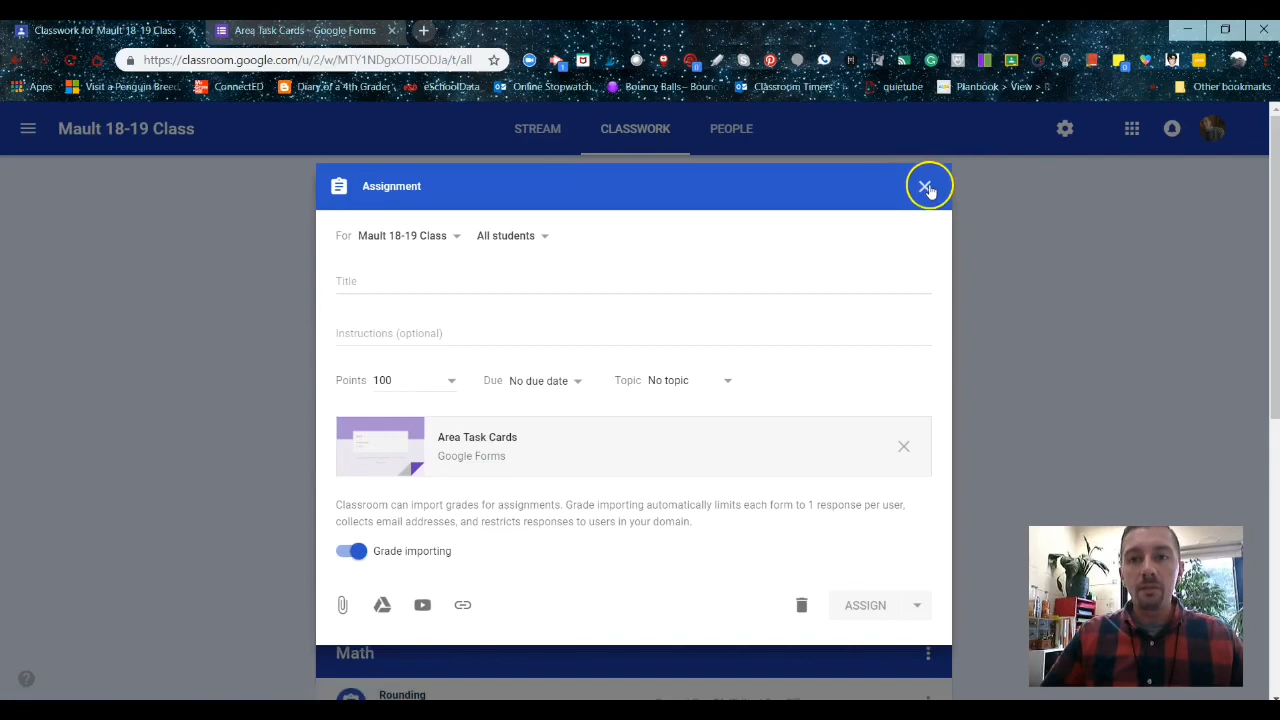 Classwork for Mault 18-19 Class
Area Task Cards - Google Forms
https://classroom.google.com/u/2/w/MTY1NDgxOTI5ODJa/t/all
Apps
Visit a Penguin Breed
ConnectED
Diary of a 4th Grader
eSchoolData
Online Stopwatch
Bouncy Balls – Boun
Classroom Timers
quietube
Planbook > View >
Other bookmarks
Mault 18-19 Class
STREAM
CLASSWORK
PEOPLE
Assignment
For Mault 18-19 Class All students
Title
Instructions (optional)
Points 100 Due No due date Topic No topic
Area Task Cards
Google Forms
Classroom can import grades for assignments. Grade importing automatically limits each form to 1 response per user,
collects email addresses, and restricts responses to users in your domain.
Grade importing
ASSIGN
Math
Rounding